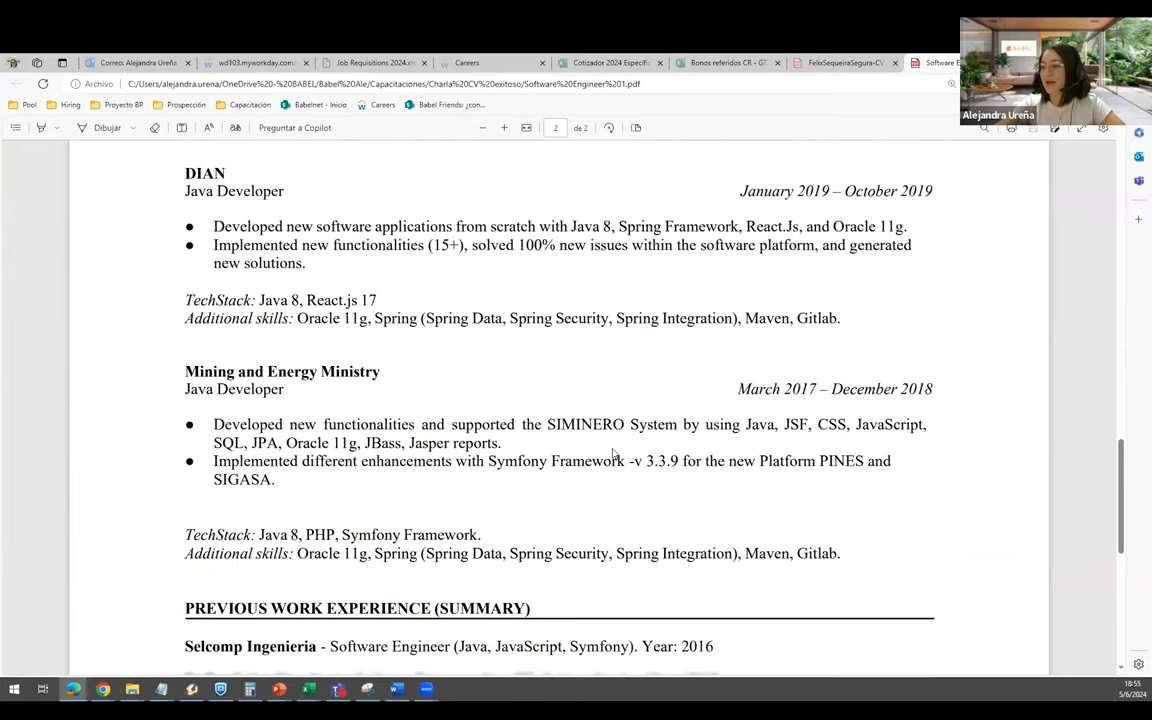 BABEL
Alejandra Ureña
Correo: Alejandra Ureñ
wd103.myworkday.com/
Job Requisitions 2024.xls
Careers
Cotizador 2024 Especific
Bonos referidos CR - GT
FelixSequeiraSegura-CV
Software E
Archivo
C:/Users/alejandra.urena/OneDrive%20-%20BABEL/Babel%20Ale/Capacitaciones/Charla%20CV%20exitoso/Software%20Engineer%201.pdf
Pool
Hiring
Proyecto BP
Prospección
Capacitación
Babelnet - Inicio
Careers
Babel Friends: ¿con...
Dibujar
Preguntar a Copilot
2
de 2
DIAN
Java Developer
January 2019 – October 2019
● Developed new software applications from scratch with Java 8, Spring Framework, React.Js, and Oracle 11g.
● Implemented new functionalities (15+), solved 100% new issues within the software platform, and generated
new solutions.
TechStack: Java 8, React.js 17
Additional skills: Oracle 11g, Spring (Spring Data, Spring Security, Spring Integration), Maven, Gitlab.
Mining and Energy Ministry
Java Developer
March 2017 – December 2018
● Developed new functionalities and supported the SIMINERO System by using Java, JSF, CSS, JavaScript,
SQL, JPA, Oracle 11g, JBass, Jasper reports.
● Implemented different enhancements with Symfony Framework -v 3.3.9 for the new Platform PINES and
SIGASA.
TechStack: Java 8, PHP, Symfony Framework.
Additional skills: Oracle 11g, Spring (Spring Data, Spring Security, Spring Integration), Maven, Gitlab.
PREVIOUS WORK EXPERIENCE (SUMMARY)
Selcomp Ingenieria - Software Engineer (Java, JavaScript, Symfony). Year: 2016
18:55
5/6/2024